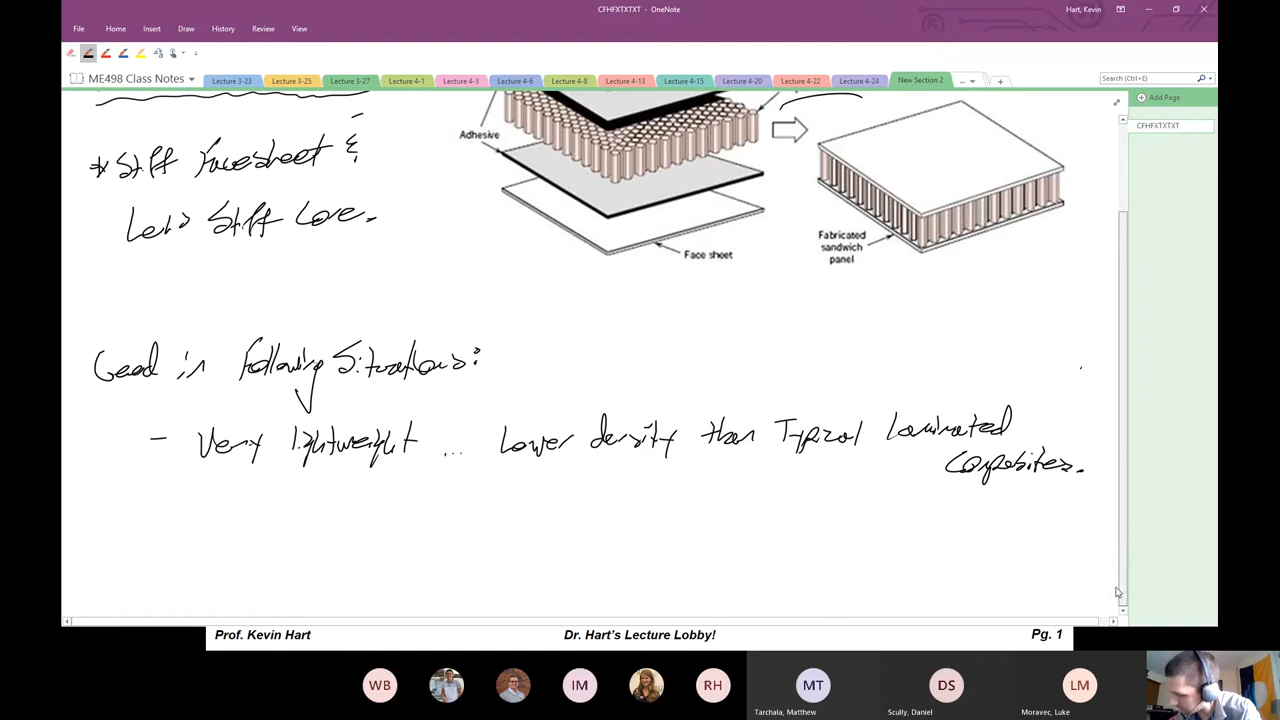 CFHFXTXTXT - OneNote
Hart, Kevin
File Home Insert Draw History Review View
ME498 Class Notes
Lecture 3-23 Lecture 3-25 Lecture 3-27 Lecture 4-1 Lecture 4-3 Lecture 4-6 Lecture 4-8 Lecture 4-13 Lecture 4-15 Lecture 4-20 Lecture 4-22 Lecture 4-24 New Section 2 ...
Search (Ctrl+E)
Add Page
CFHFXTXTXT
Adhesive
* Stiff Facesheet &
Less Stiff Core.
Face sheet
Fabricated
sandwich
panel
Good in Following Situations:
- Very lightweight ... Lower density than Typical Laminated
Composites.
Prof. Kevin Hart Dr. Hart's Lecture Lobby! Pg. 1
WB IM RH MT DS LM
Tarchala, Matthew Scully, Daniel Moravec, Luke